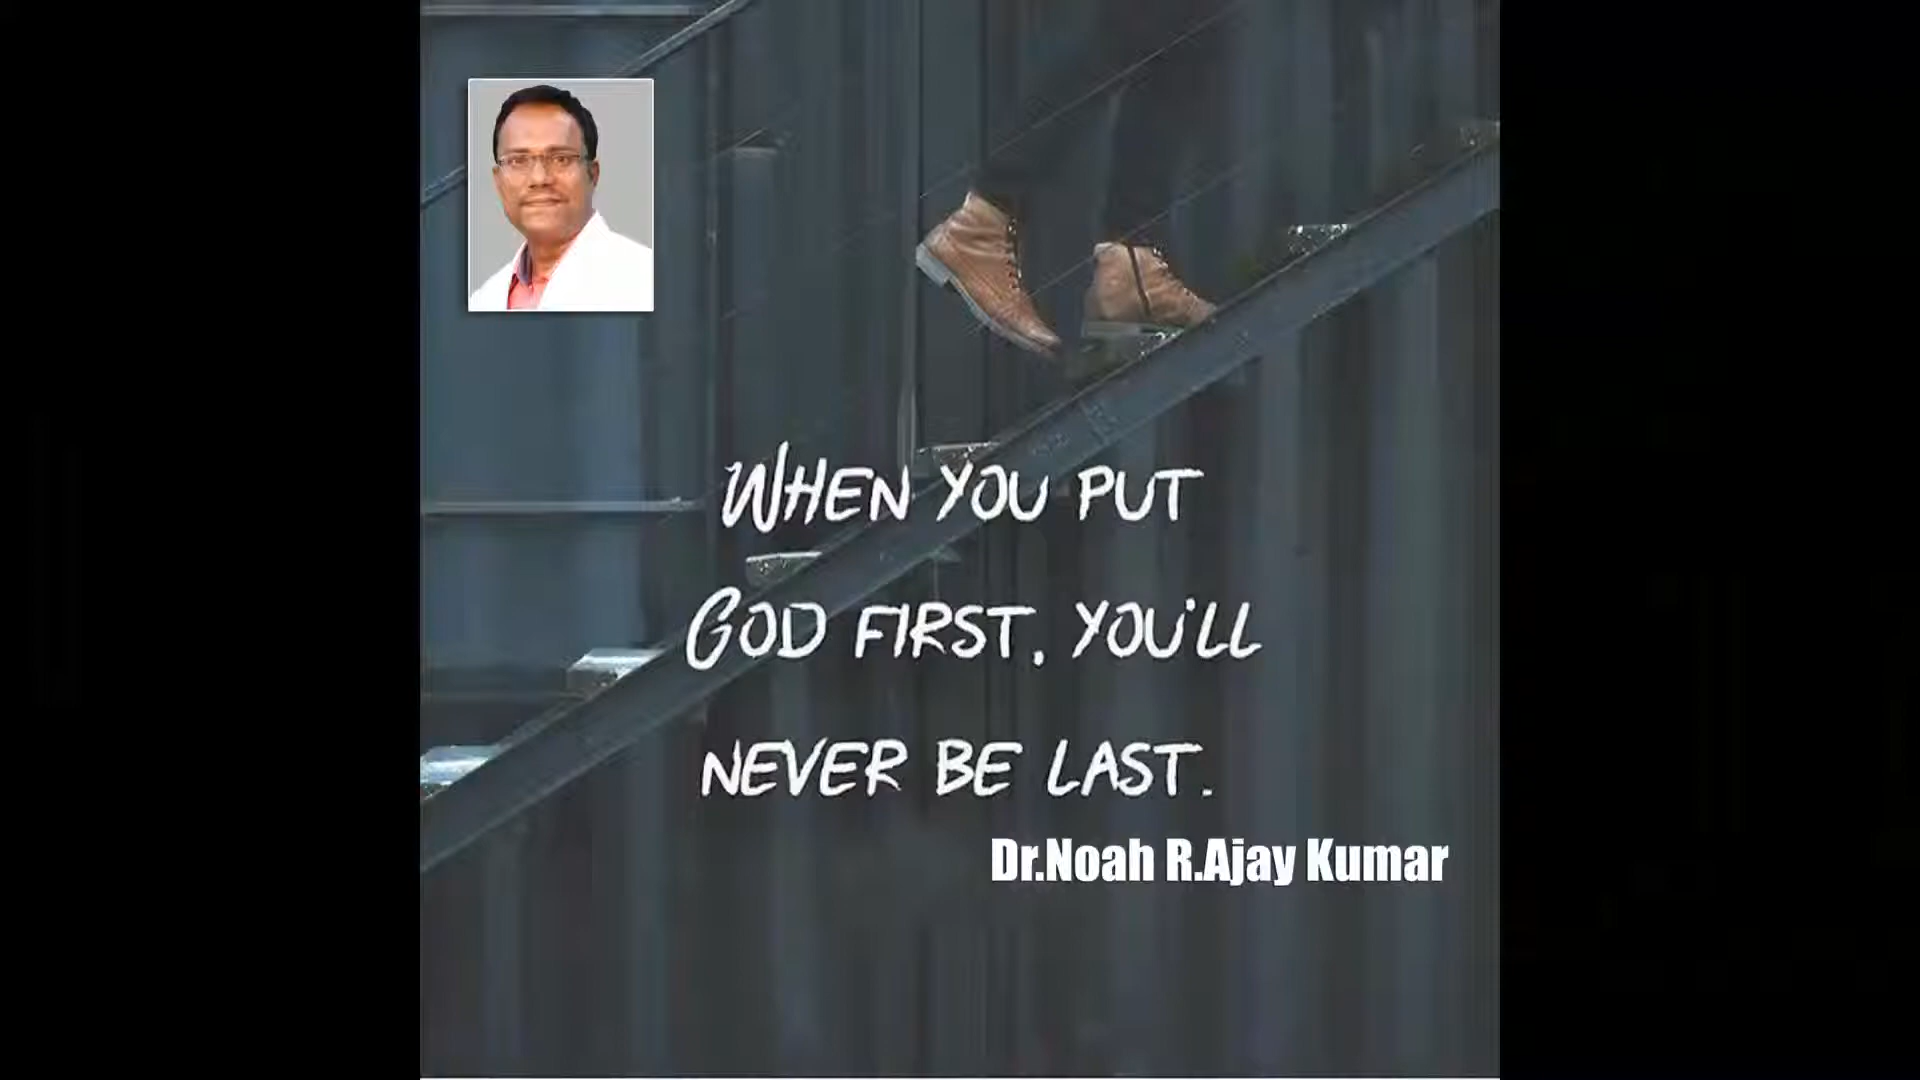 WHEN YOU PUT
GOD FIRST, YOU'LL
NEVER BE LAST.
Dr.Noah R.Ajay Kumar